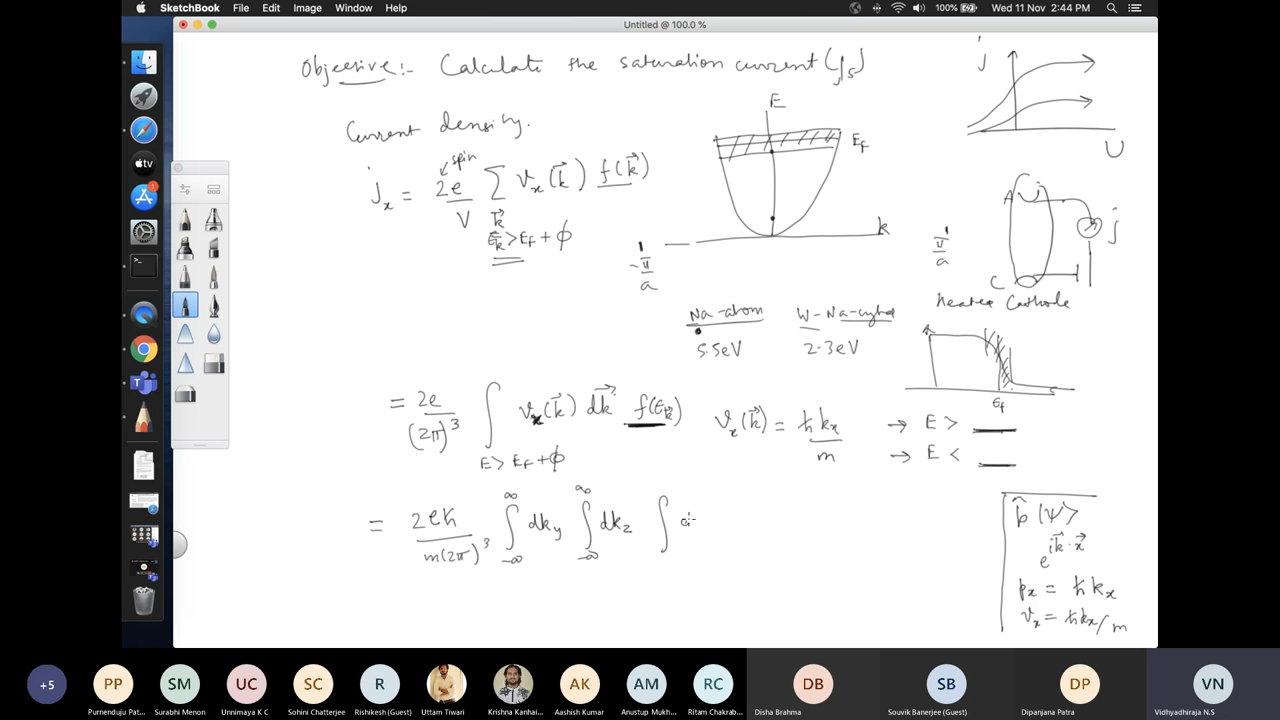 SketchBook File Edit Image Window Help
100% Wed 11 Nov 2:44 PM
Untitled @ 100.0 %
Objective:- Calculate the saturation current (js)
j
U
Current density.
spin
jx = 2e/V Σ vx(k⃗) f(k⃗)
k⃗
Ek > EF + φ
E
EF
k
-π/a
π/a
A
j
C
Heated Cathode
Na-atom W-Na-
5.5eV 2.3eV
Ef
= 2e/(2π)³ ∫ vx(k⃗) dk⃗ f(Ek⃗) vx(k⃗) = ħkx/m → E >
E > EF + φ → E <
= 2eħ/m(2π)³ ∫-∞^∞ dky ∫-∞^∞ dkz ∫
|ψ>
e^ik⃗·x⃗
px = ħkx
vx = ħkx/m
tv
1
+5 PP SM UC SC R AK AM RC DB SB DP VN
Purnenduju Pat... Surabhi Menon Unnimaya K C Sohini Chatterjee Rishikesh (Guest) Uttam Tiwari Krishna Kanhai... Aashish Kumar Anustup Mukh... Ritam Chakrab... Disha Brahma Souvik Banerjee (Guest) Dipanjana Patra Vidhyadhiraja N.S